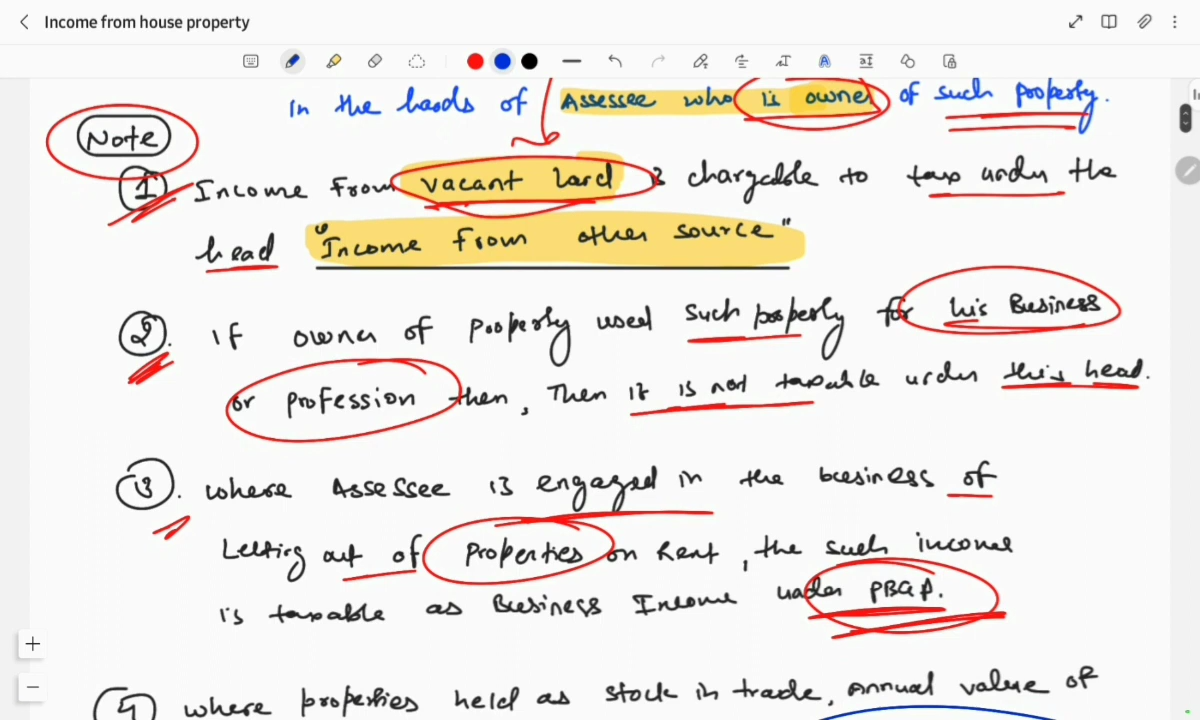 Income from house property
in the hands of Assessee who is owner of such property.
Note
1 Income from vacant land is chargeable to tax under the
head "Income from other source"
2. if owner of property used such property for his Business
or profession then, Then it is not taxable under this head.
3. where Assessee is engaged in the business of
Letting out of properties on Rent, the such income
is taxable as Business Income under PBGP.
4 where properties held as stock in trade, Annual value of